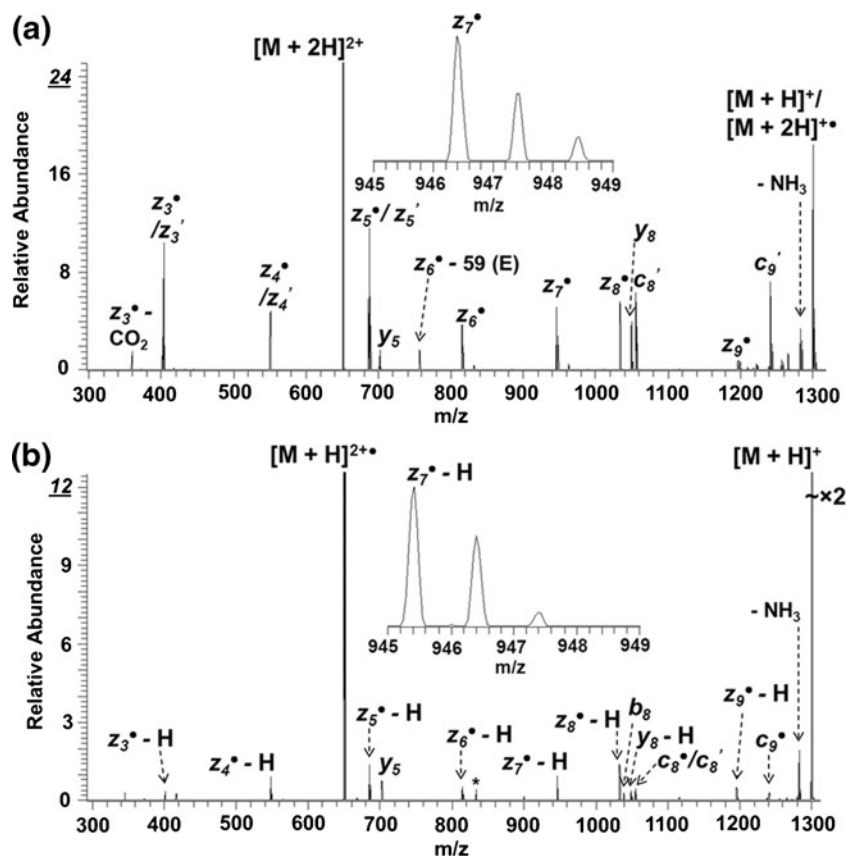 (a)
z7•
[M + 2H]2+
24
[M + H]+/
[M + 2H]+•
16
945 946 947 948 949
m/z
- NH3
z3•
/z3'
z5•/ z5'
y8
8
z4•
/z4'
z6• - 59 (E)
z7•
z8•
c8'
c9'
z3• -
CO2
z6•
y5
z9•
0
Relative Abundance
300 400 500 600 700 800 900 1000 1100 1200 1300
m/z
(b)
[M + H]2+•
z7• - H
[M + H]+
12
~×2
9
945 946 947 948 949
m/z
6
- NH3
3
z3• - H
z4• - H
z5• - H
y5
z6• - H
*
z7• - H
z8• - H
b8
y8 - H
c8•/c8'
z9• - H
c9•
0
Relative Abundance
300 400 500 600 700 800 900 1000 1100 1200 1300
m/z